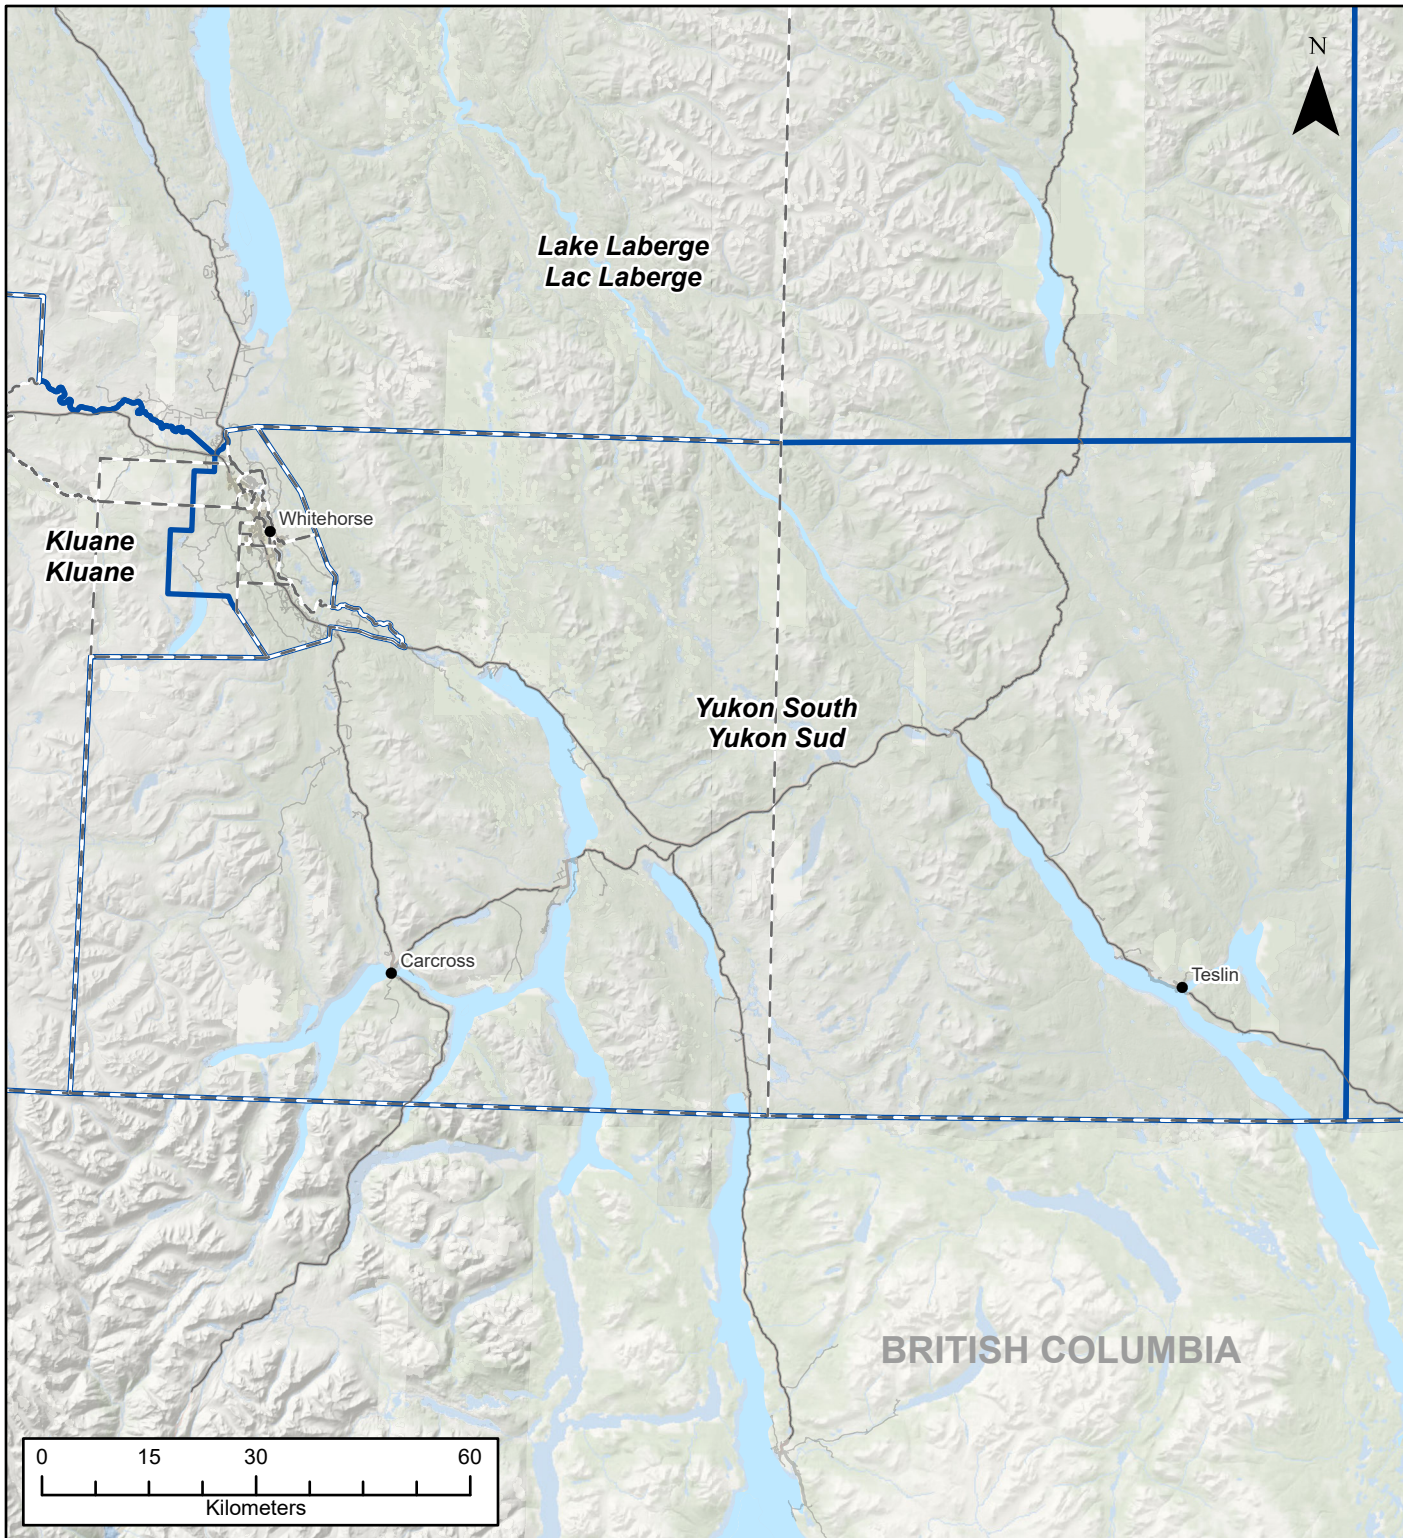 N
Lake Laberge
Lac Laberge
Whitehorse
Kluane
Kluane
Yukon South
Yukon Sud
Carcross
Teslin
BRITISH COLUMBIA
0 15 30 60
Kilometers